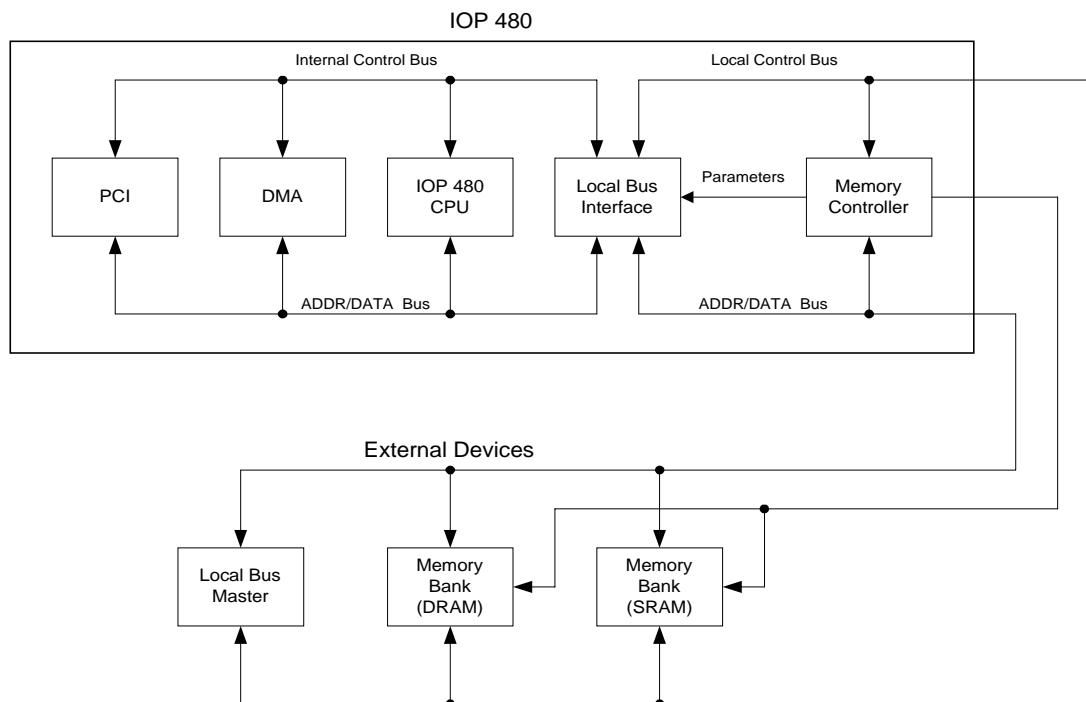 IOP 480
Internal Control Bus
Local Control Bus
PCI
DMA
IOP 480
CPU
Local Bus
Interface
Parameters
Memory
Controller
ADDR/DATA Bus
ADDR/DATA Bus
External Devices
Local Bus
Master
Memory
Bank
(DRAM)
Memory
Bank
(SRAM)